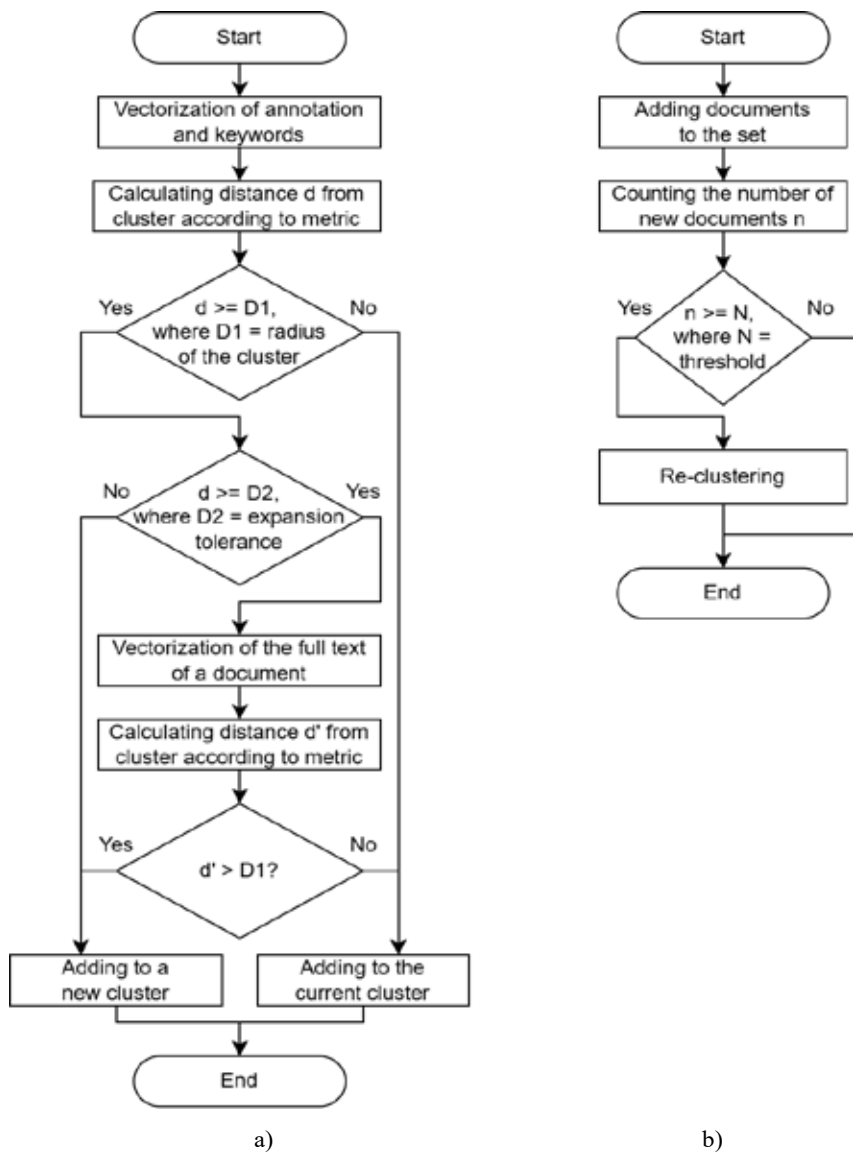 Start
Vectorization of annotation
and keywords
Calculating distance d from
cluster according to metric
Yes
d >= D1,
where D1 = radius
of the cluster
No
No
d >= D2,
where D2 = expansion
tolerance
Yes
Vectorization of the full text
of a document
Calculating distance d' from
cluster according to metric
Yes
d' > D1?
No
Adding to a
new cluster
Adding to the
current cluster
End
a)
Start
Adding documents
to the set
Counting the number of
new documents n
Yes
n >= N,
where N =
threshold
No
Re-clustering
End
b)